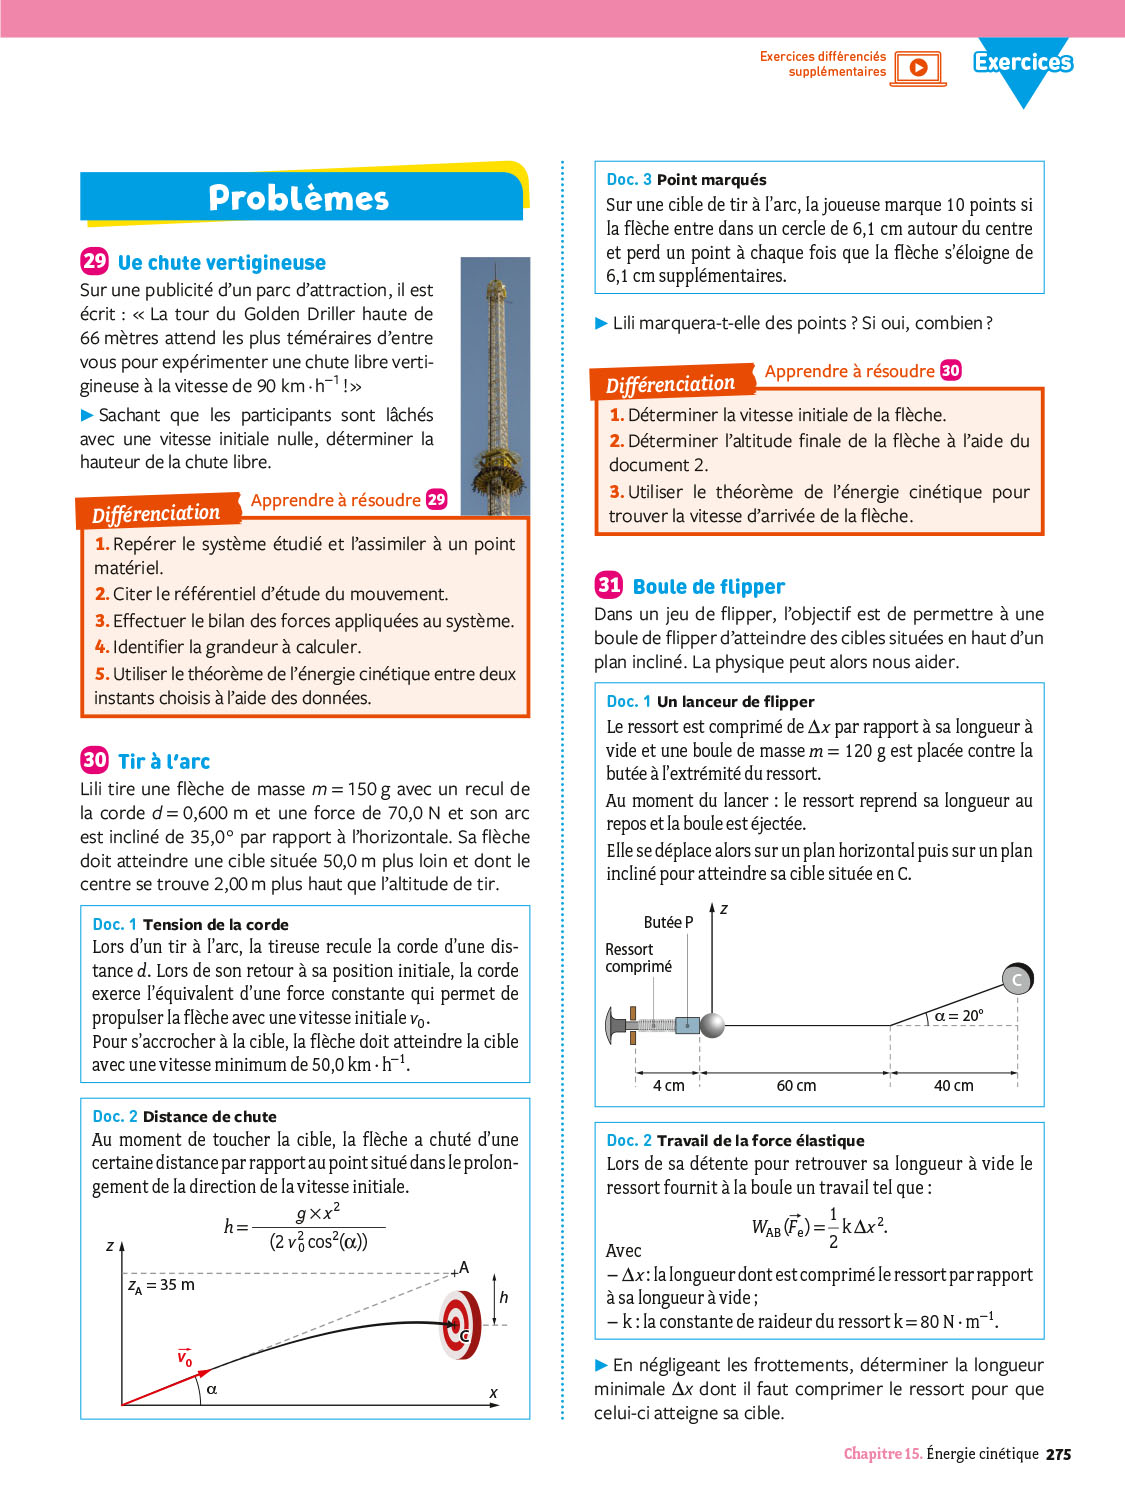 Exercices différenciés
supplémentaires
Exercices
Problèmes
29 Ue chute vertigineuse
Sur une publicité d'un parc d'attraction, il est
écrit : « La tour du Golden Driller haute de
66 mètres attend les plus téméraires d'entre
vous pour expérimenter une chute libre verti-
gineuse à la vitesse de 90 km · h⁻¹ ! »
▶ Sachant que les participants sont lâchés
avec une vitesse initiale nulle, déterminer la
hauteur de la chute libre.
Différenciation Apprendre à résoudre 29
1. Repérer le système étudié et l'assimiler à un point
matériel.
2. Citer le référentiel d'étude du mouvement.
3. Effectuer le bilan des forces appliquées au système.
4. Identifier la grandeur à calculer.
5. Utiliser le théorème de l'énergie cinétique entre deux
instants choisis à l'aide des données.
30 Tir à l'arc
Lili tire une flèche de masse m = 150 g avec un recul de
la corde d = 0,600 m et une force de 70,0 N et son arc
est incliné de 35,0° par rapport à l'horizontale. Sa flèche
doit atteindre une cible située 50,0 m plus loin et dont le
centre se trouve 2,00 m plus haut que l'altitude de tir.
Doc. 1 Tension de la corde
Lors d'un tir à l'arc, la tireuse recule la corde d'une dis-
tance d. Lors de son retour à sa position initiale, la corde
exerce l'équivalent d'une force constante qui permet de
propulser la flèche avec une vitesse initiale v₀.
Pour s'accrocher à la cible, la flèche doit atteindre la cible
avec une vitesse minimum de 50,0 km · h⁻¹.
Doc. 2 Distance de chute
Au moment de toucher la cible, la flèche a chuté d'une
certaine distance par rapport au point situé dans le prolon-
gement de la direction de la vitesse initiale.
h = g × x² / (2 v₀² cos²(α))
z
A
zA = 35 m
h
C
v₀
α
x
Doc. 3 Point marqués
Sur une cible de tir à l'arc, la joueuse marque 10 points si
la flèche entre dans un cercle de 6,1 cm autour du centre
et perd un point à chaque fois que la flèche s'éloigne de
6,1 cm supplémentaires.
▶ Lili marquera-t-elle des points ? Si oui, combien ?
Différenciation Apprendre à résoudre 30
1. Déterminer la vitesse initiale de la flèche.
2. Déterminer l'altitude finale de la flèche à l'aide du
document 2.
3. Utiliser le théorème de l'énergie cinétique pour
trouver la vitesse d'arrivée de la flèche.
31 Boule de flipper
Dans un jeu de flipper, l'objectif est de permettre à une
boule de flipper d'atteindre des cibles situées en haut d'un
plan incliné. La physique peut alors nous aider.
Doc. 1 Un lanceur de flipper
Le ressort est comprimé de Δx par rapport à sa longueur à
vide et une boule de masse m = 120 g est placée contre la
butée à l'extrémité du ressort.
Au moment du lancer : le ressort reprend sa longueur au
repos et la boule est éjectée.
Elle se déplace alors sur un plan horizontal puis sur un plan
incliné pour atteindre sa cible située en C.
z
Butée P
Ressort
comprimé
C
α = 20°
4 cm
60 cm
40 cm
Doc. 2 Travail de la force élastique
Lors de sa détente pour retrouver sa longueur à vide le
ressort fournit à la boule un travail tel que :
W_AB (F⃗e) = 1/2 k Δx².
Avec
– Δx : la longueur dont est comprimé le ressort par rapport
à sa longueur à vide ;
– k : la constante de raideur du ressort k = 80 N · m⁻¹.
▶ En négligeant les frottements, déterminer la longueur
minimale Δx dont il faut comprimer le ressort pour que
celui-ci atteigne sa cible.
Chapitre 15. Énergie cinétique 275